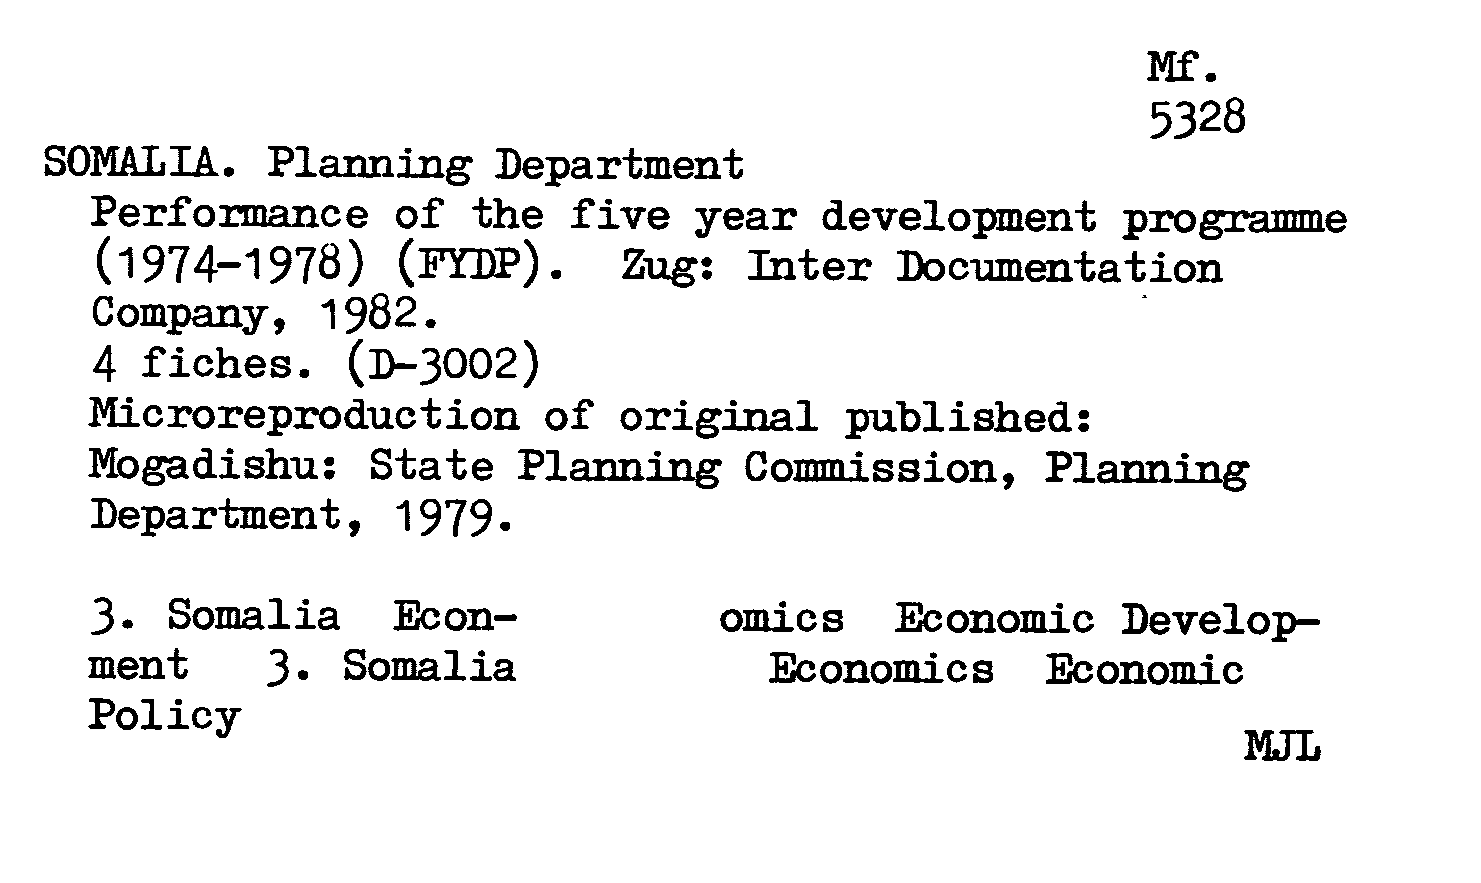 Mf.
5328
SOMALIA. Planning Department
Performance of the five year development programme
(1974-1978) (FYDP). Zug: Inter Documentation
Company, 1982.
4 fiches. (D-3002)
Microreproduction of original published:
Mogadishu: State Planning Commission, Planning
Department, 1979.
3. Somalia Econ- omics Economic Develop-
ment 3. Somalia Economics Economic
Policy
MJL